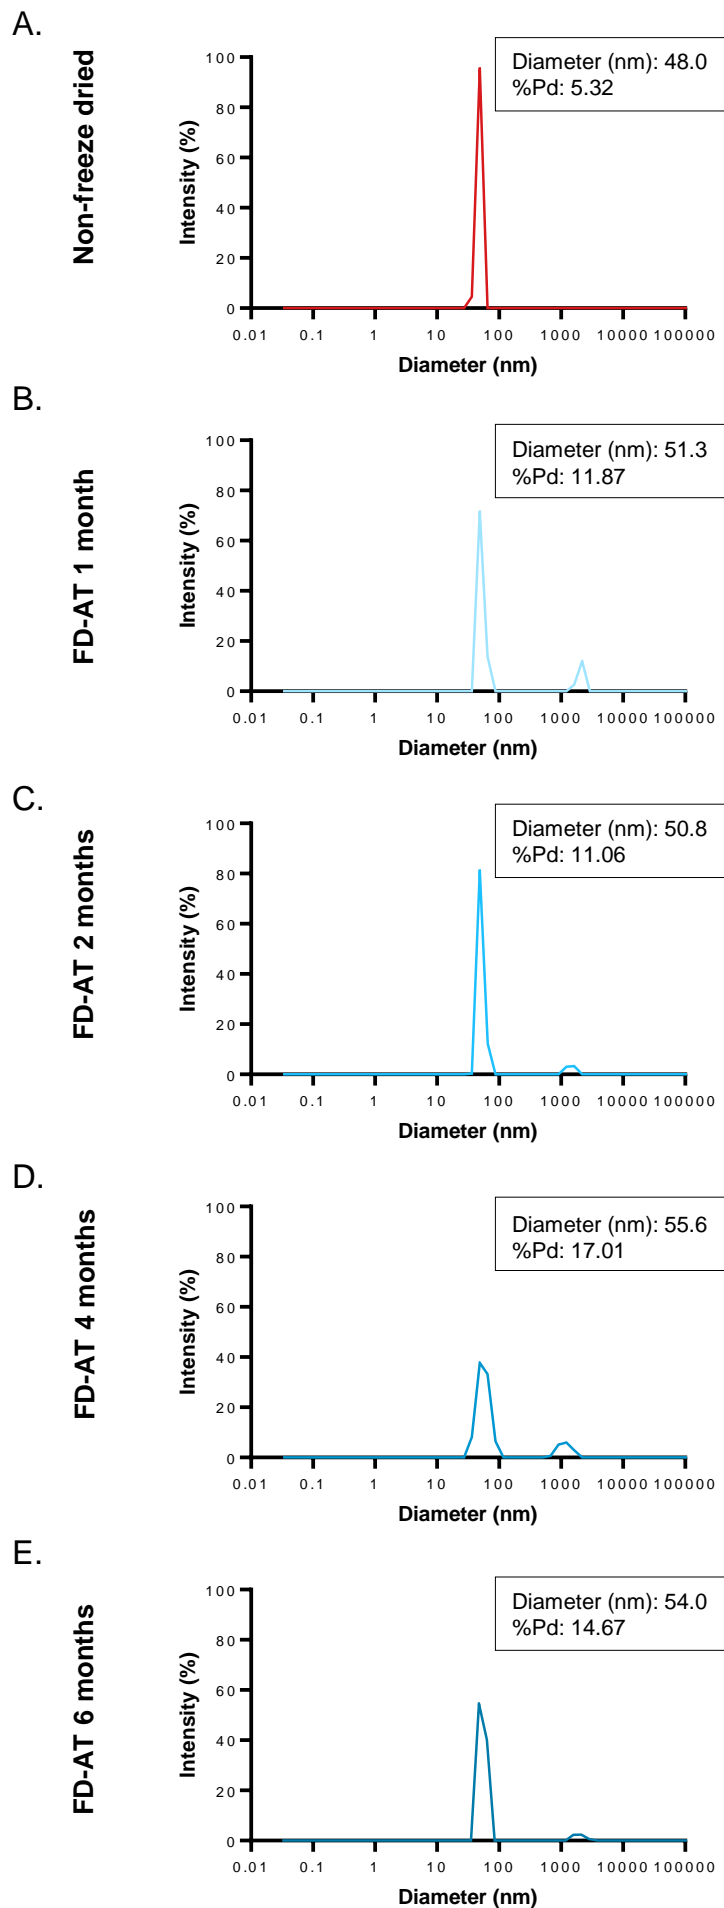 A.
Non-freeze dried
Intensity (%)
100
80
60
40
20
0
Diameter (nm): 48.0
%Pd: 5.32
0.01 0.1 1 10 100 1000 10000 100000
Diameter (nm)
B.
FD-AT 1 month
Intensity (%)
100
80
60
40
20
0
Diameter (nm): 51.3
%Pd: 11.87
0.01 0.1 1 10 100 1000 10000 100000
Diameter (nm)
C.
FD-AT 2 months
Intensity (%)
100
80
60
40
20
0
Diameter (nm): 50.8
%Pd: 11.06
0.01 0.1 1 10 100 1000 10000 100000
Diameter (nm)
D.
FD-AT 4 months
Intensity (%)
100
80
60
40
20
0
Diameter (nm): 55.6
%Pd: 17.01
0.01 0.1 1 10 100 1000 10000 100000
Diameter (nm)
E.
FD-AT 6 months
Intensity (%)
100
80
60
40
20
0
Diameter (nm): 54.0
%Pd: 14.67
0.01 0.1 1 10 100 1000 10000 100000
Diameter (nm)